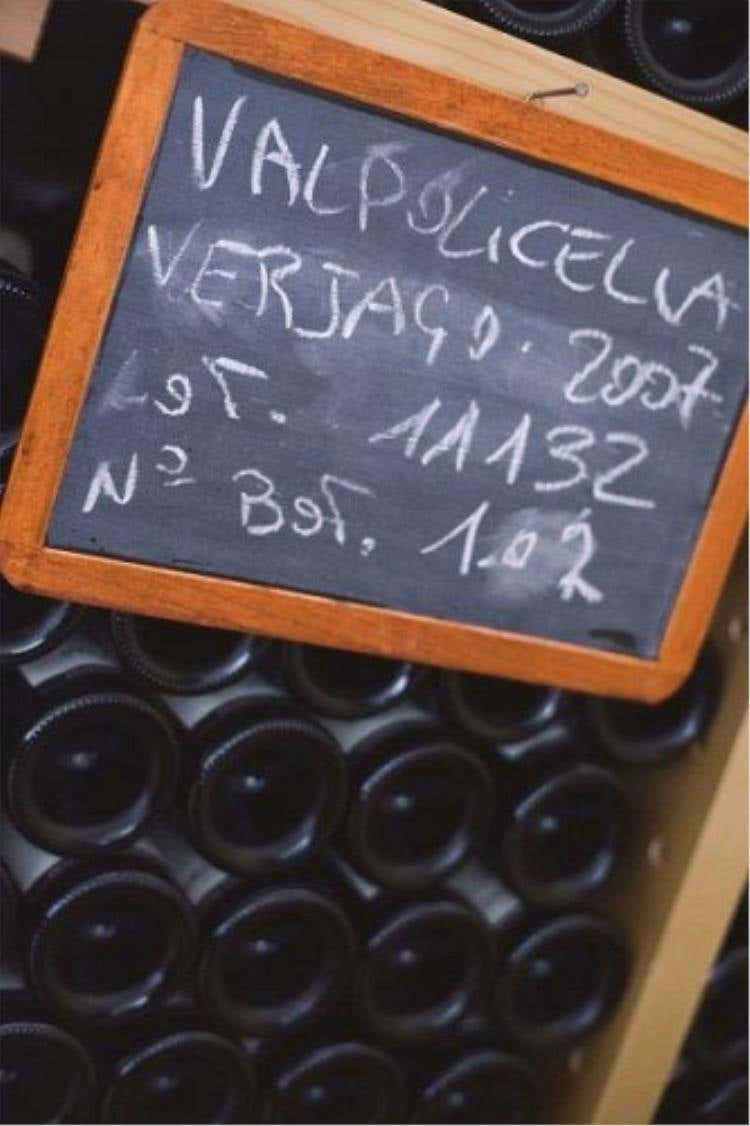 VALPOLiCELLA
VERJAGO. 2007
LOT. 11132
Nº BOT. 1.02